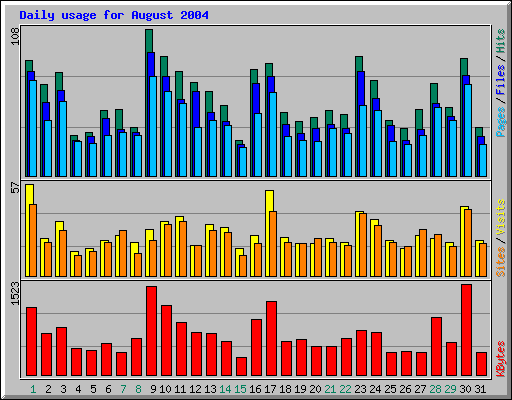 Daily usage for August 2004
108
Pages / Files / Hits
57
Sites / Visits
1523
KBytes
1 2 3 4 5 6 7 8 9 10 11 12 13 14 15 16 17 18 19 20 21 22 23 24 25 26 27 28 29 30 31